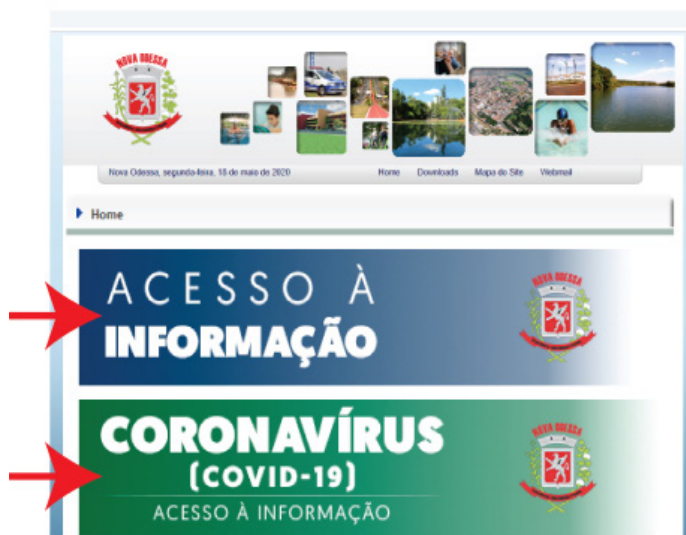 NOVA ODESSA
Nova Odessa, segunda-feira, 18 de maio de 2020
Home Downloads Mapa do Site Webmail
Home
ACESSO À
INFORMAÇÃO
NOVA ODESSA
CORONAVÍRUS
(COVID-19)
ACESSO À INFORMAÇÃO
NOVA ODESSA